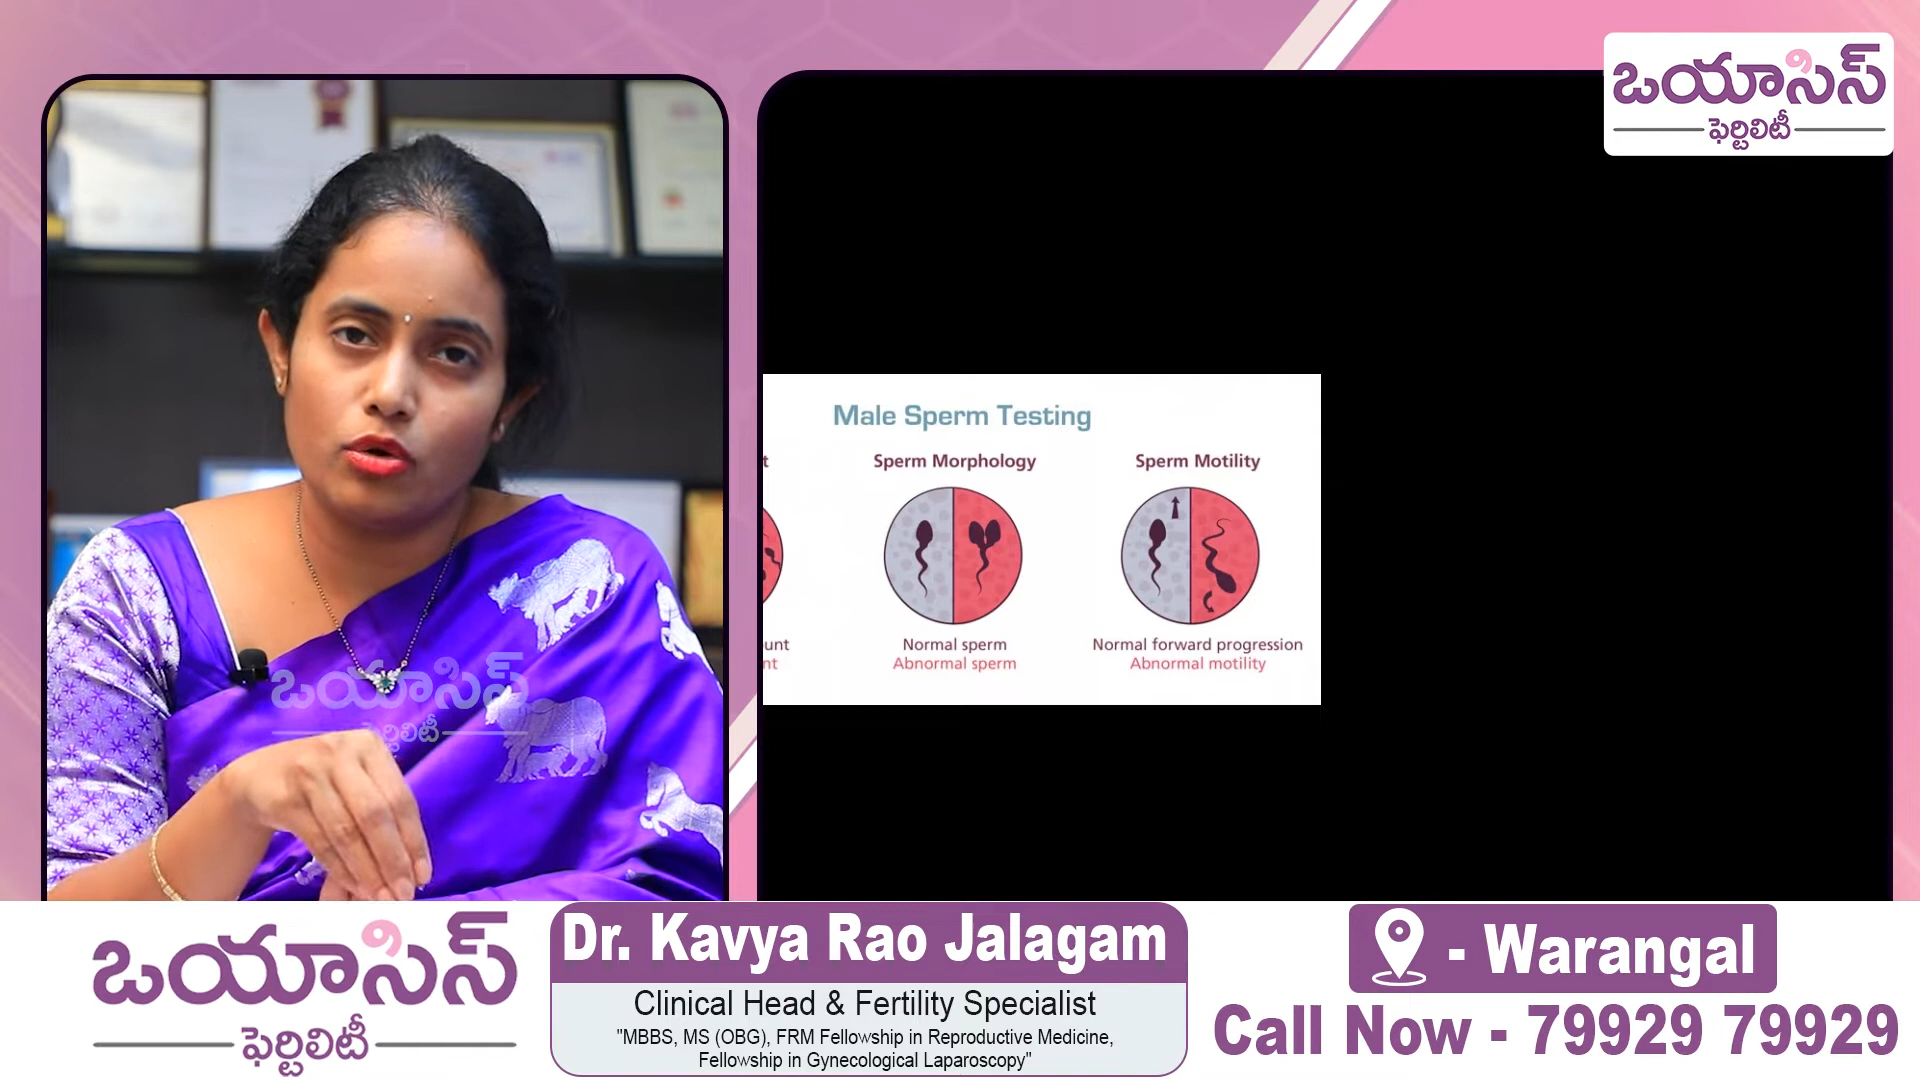 ఒయాసిస్
ఫెర్టిలిటీ
Male Sperm Testing
t
Sperm Morphology
Sperm Motility
unt
nt
Normal sperm
Abnormal sperm
Normal forward progression
Abnormal motility
ఒయాసిస్
ఫెర్టిలిటీ
ఒయాసిస్
ఫెర్టిలిటీ
Dr. Kavya Rao Jalagam
Clinical Head & Fertility Specialist
"MBBS, MS (OBG), FRM Fellowship in Reproductive Medicine,
Fellowship in Gynecological Laparoscopy"
- Warangal
Call Now - 79929 79929